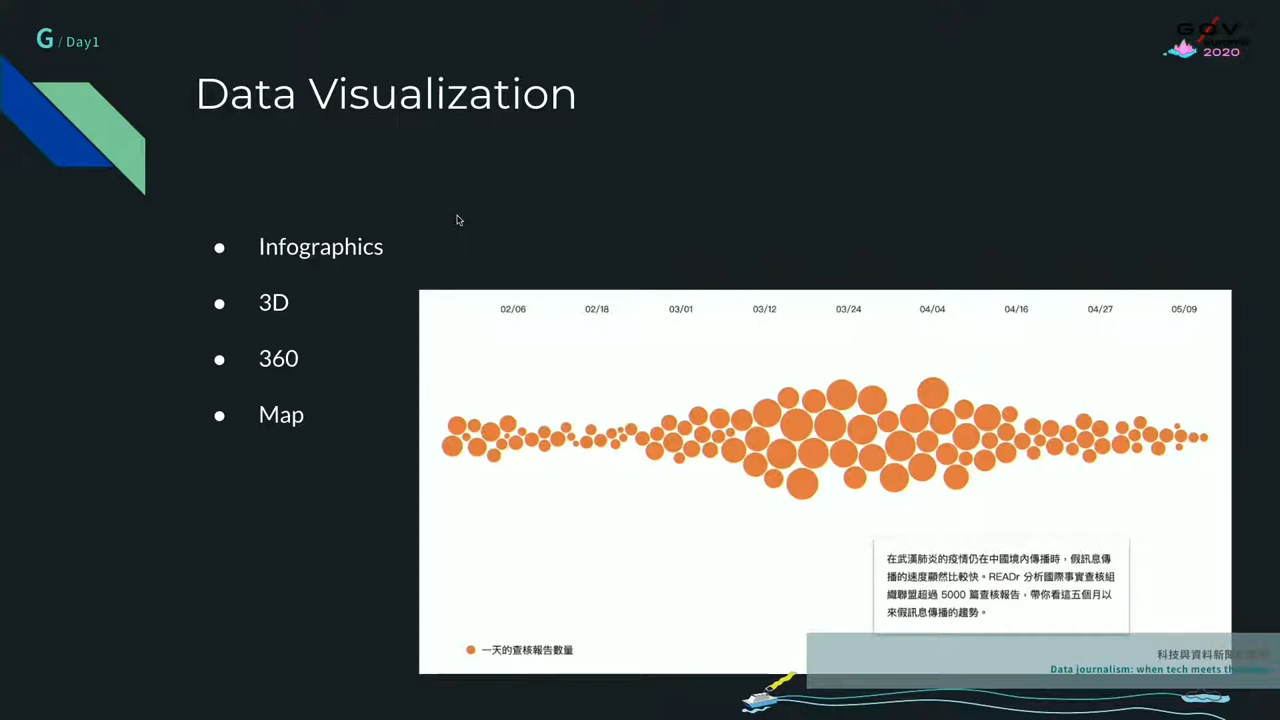 G / Day1
GOV
2020
Data Visualization
● Infographics
● 3D
● 360
● Map
02/06 02/18 03/01 03/12 03/24 04/04 04/16 04/27 05/09
在武漢肺炎的疫情仍在中國境內傳播時，假訊息傳
播的速度顯然比較快。READr 分析國際事實查核組
織聯盟超過 5000 篇查核報告，帶你看這五個月以
來假訊息傳播的趨勢。
一天的查核報告數量
科技與資料新聞
Data journalism: when tech meets